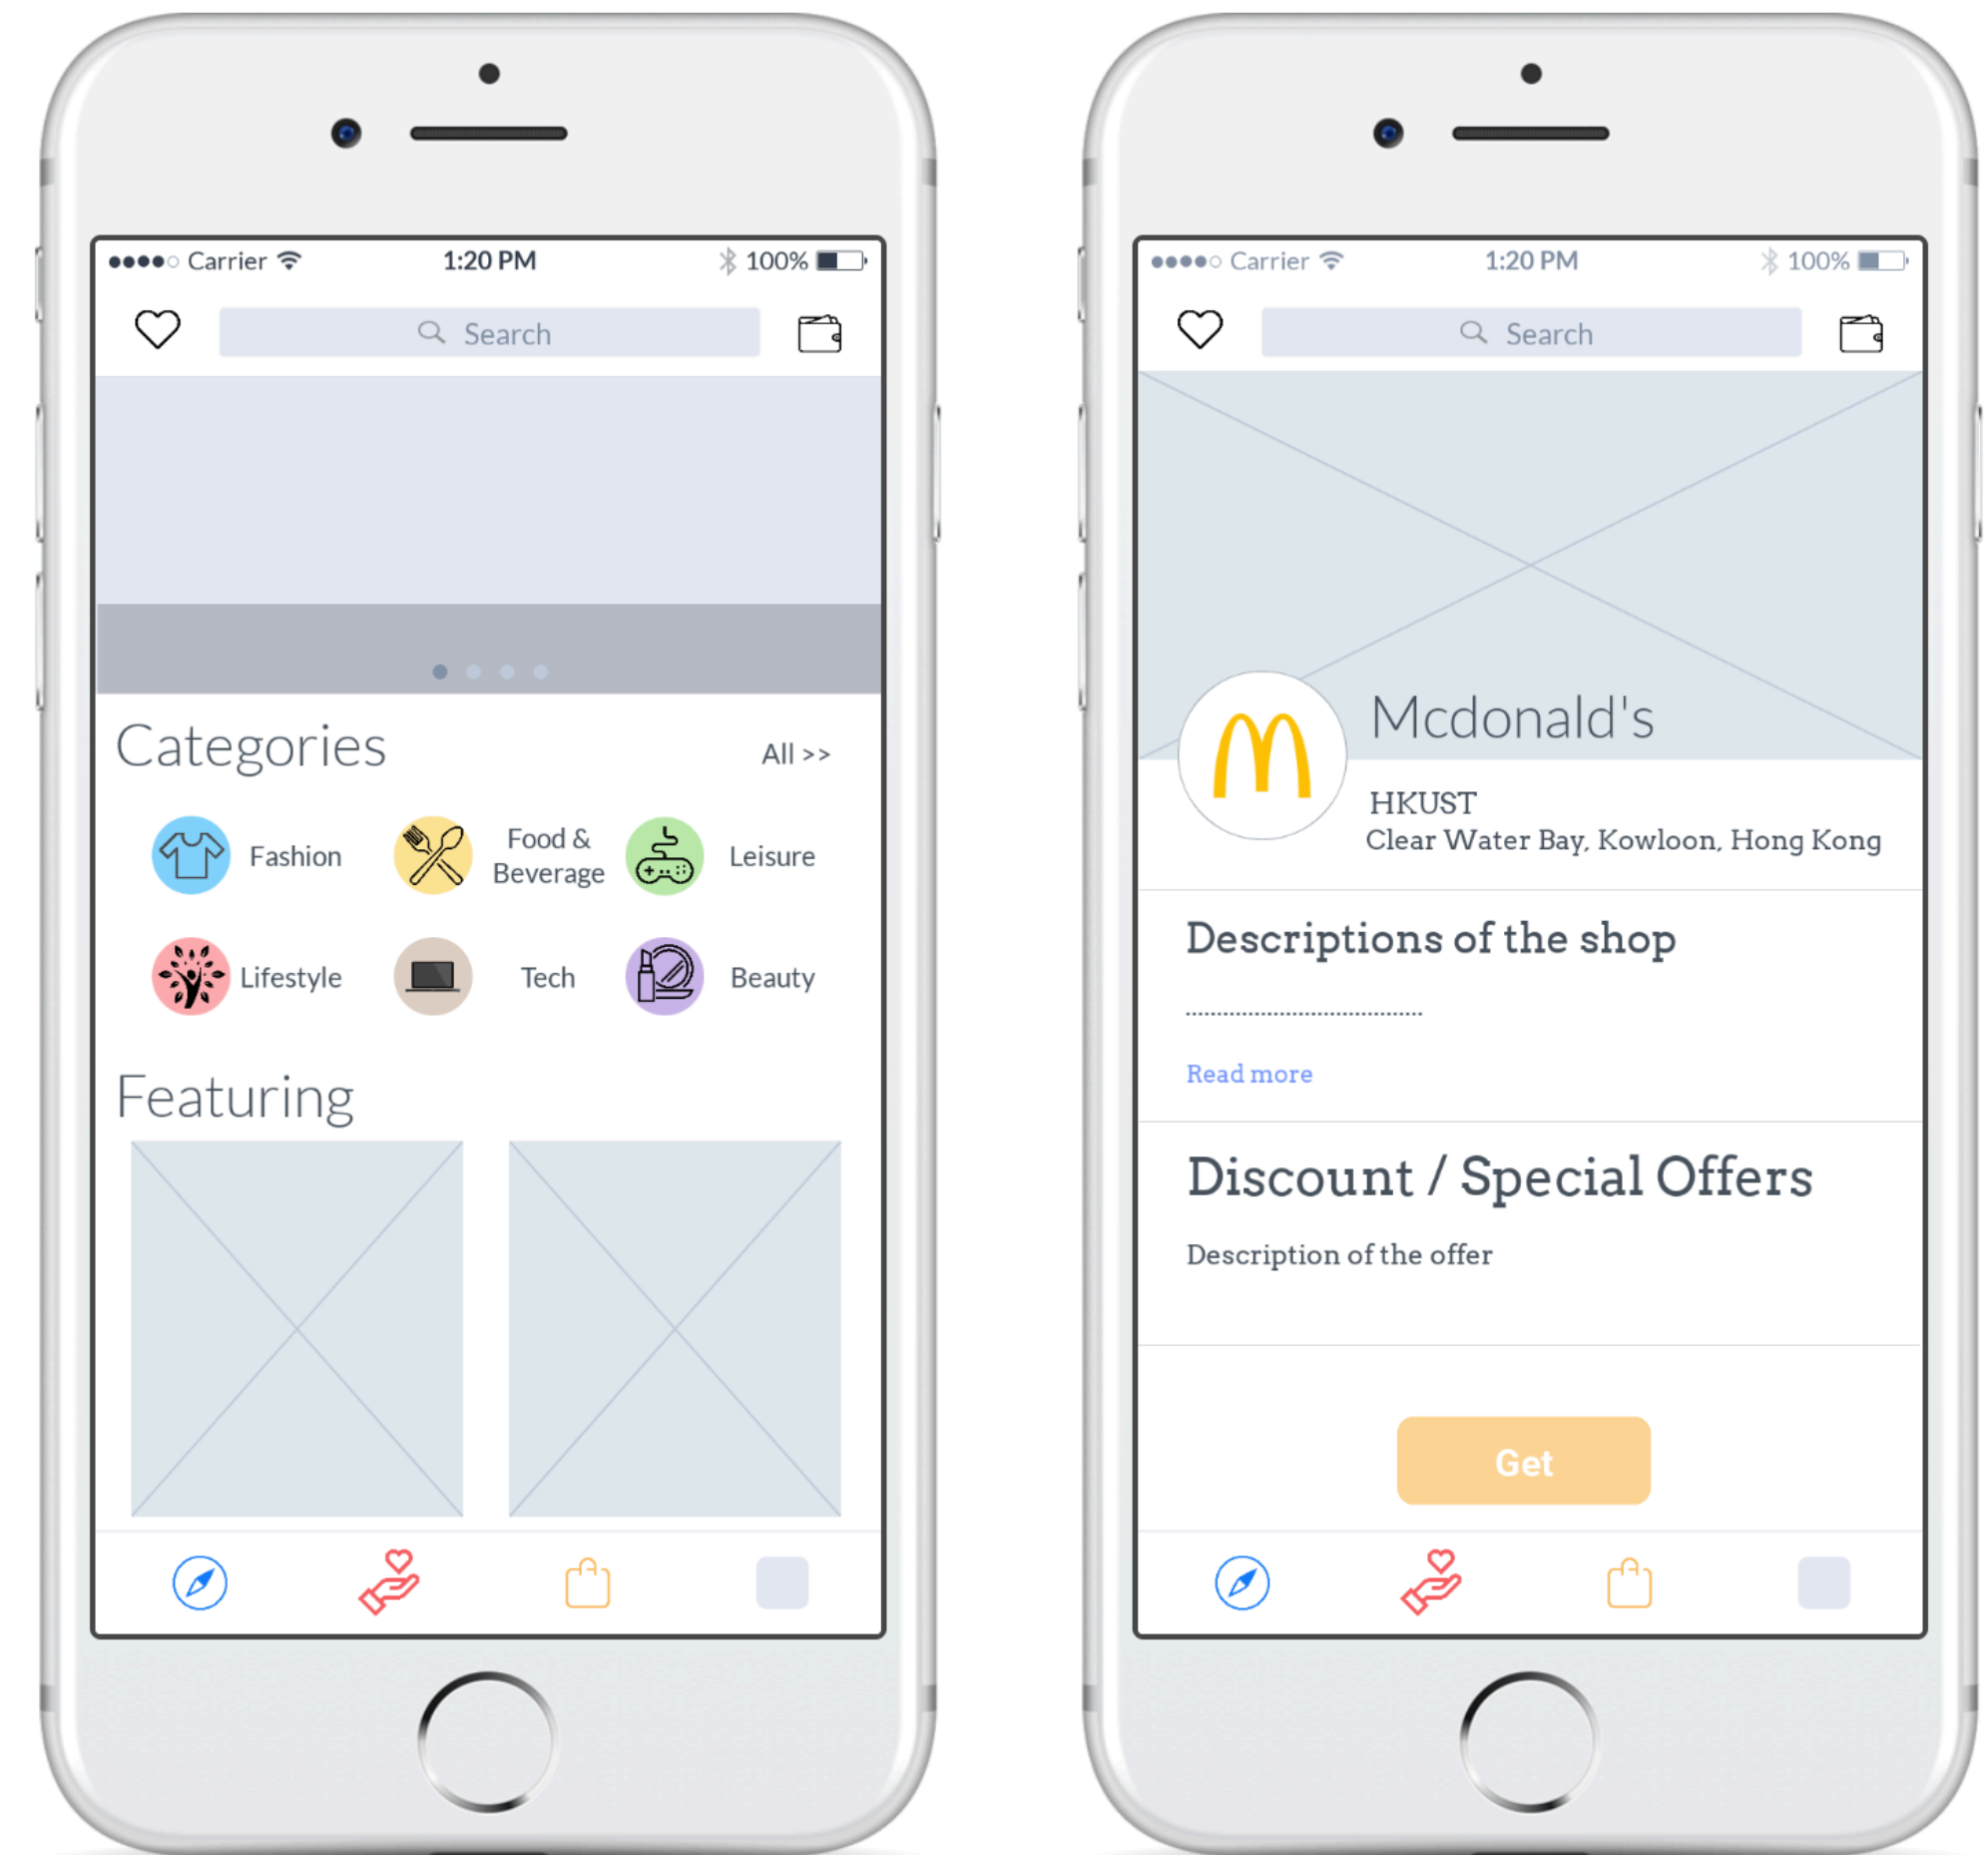 Carrier 1:20 PM 100%
Search
Categories
All >>
Fashion
Food &
Beverage
Leisure
Lifestyle
Tech
Beauty
Featuring
Carrier 1:20 PM 100%
Search
Mcdonald's
HKUST
Clear Water Bay, Kowloon, Hong Kong
Descriptions of the shop
......................................
Read more
Discount / Special Offers
Description of the offer
Get